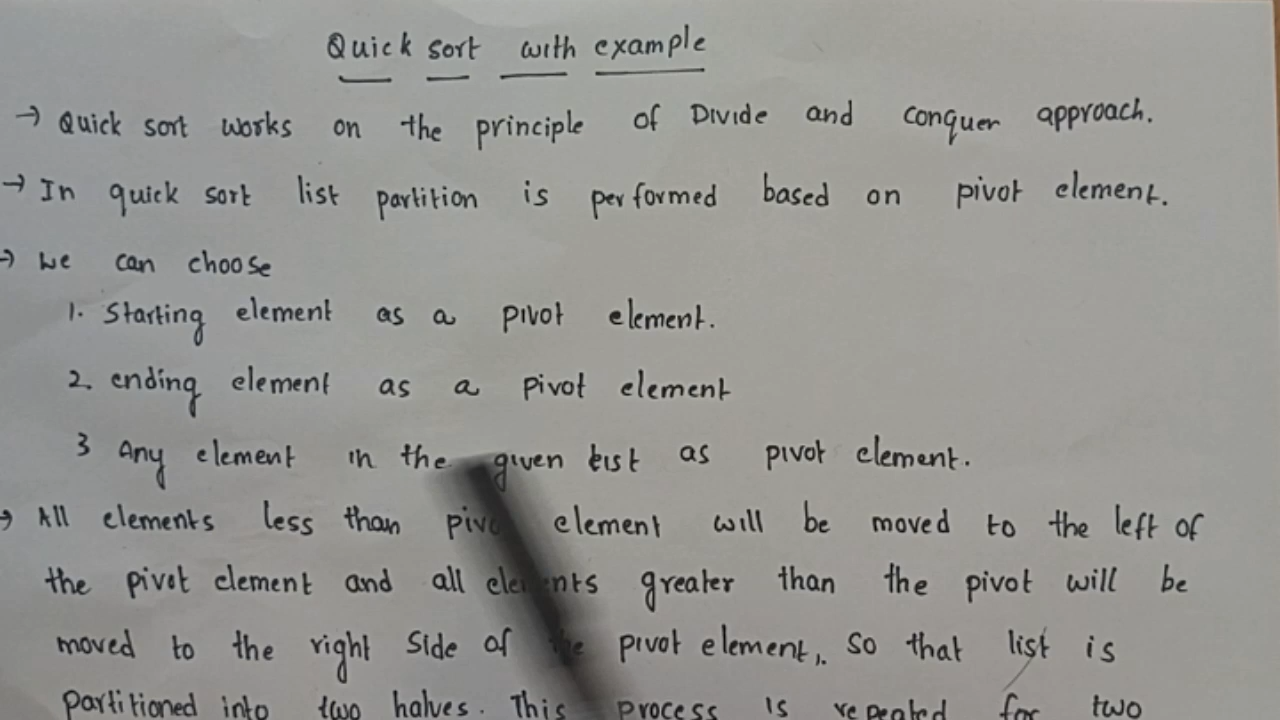 Quick sort with example
→ Quick sort works on the principle of Divide and conquer approach.
→ In quick sort list partition is performed based on pivot element.
→ We can choose
1. Starting element as a pivot element.
2. ending element as a pivot element
3 Any element in the given list as pivot element.
→ All elements less than element will be moved to the left of
the pivot element and all greater than the pivot will be
moved to the right side of the pivot element, so that list is
partitioned into two halves. This process is repeated for two